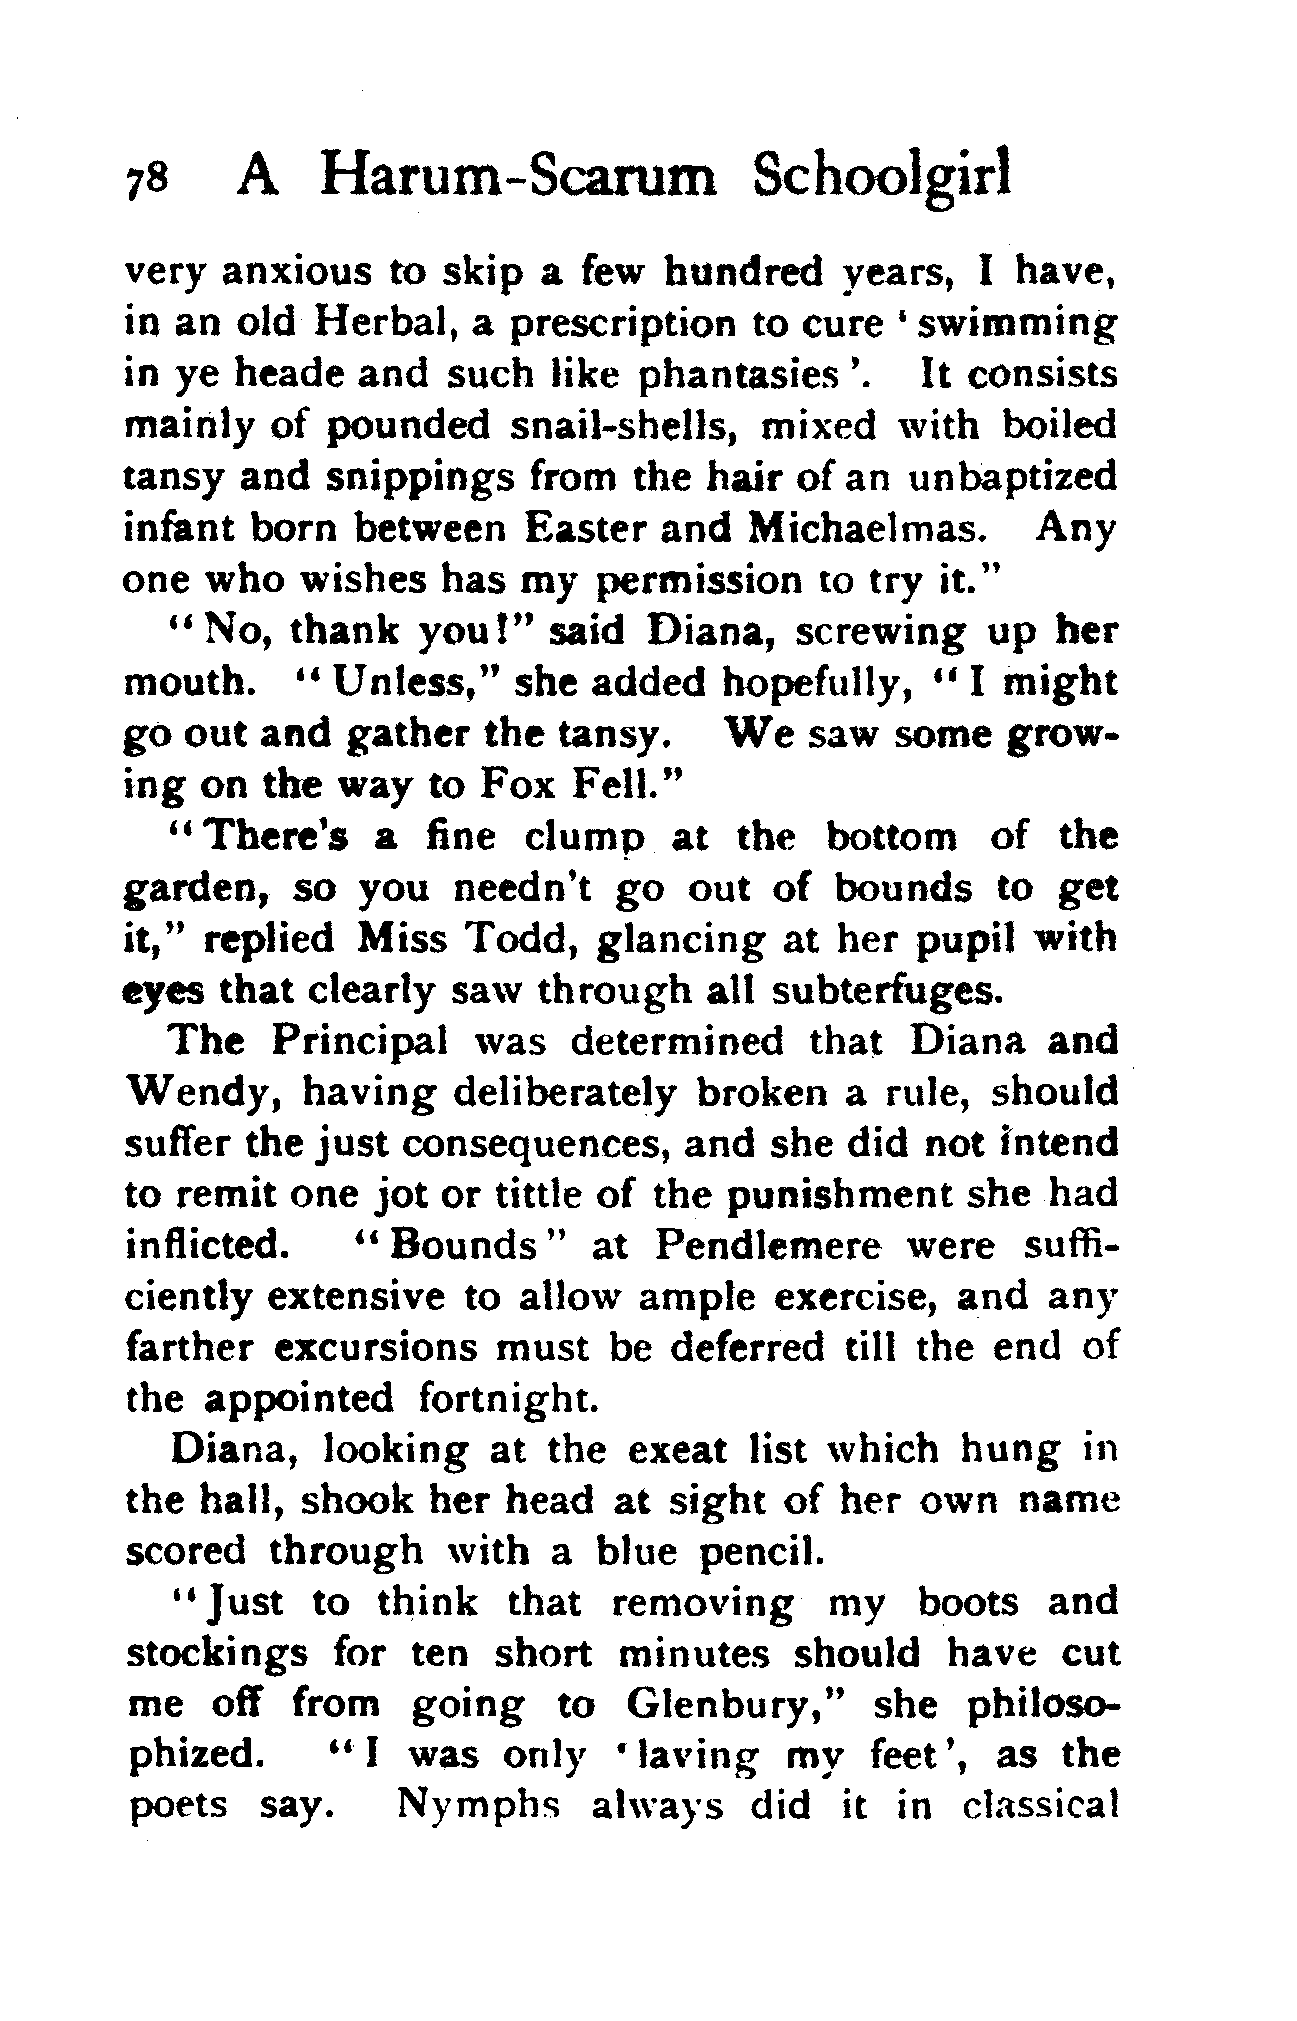 78 A Harum-Scarum Schoolgirl
very anxious to skip a few hundred years, I have,
in an old Herbal, a prescription to cure ‘swimming
in ye heade and such like phantasies’. It consists
mainly of pounded snail-shells, mixed with boiled
tansy and snippings from the hair of an unbaptized
infant born between Easter and Michaelmas. Any
one who wishes has my permission to try it.”
“No, thank you!” said Diana, screwing up her
mouth. “Unless,” she added hopefully, “I might
go out and gather the tansy. We saw some grow-
ing on the way to Fox Fell.”
“There’s a fine clump at the bottom of the
garden, so you needn’t go out of bounds to get
it,” replied Miss Todd, glancing at her pupil with
eyes that clearly saw through all subterfuges.
The Principal was determined that Diana and
Wendy, having deliberately broken a rule, should
suffer the just consequences, and she did not intend
to remit one jot or tittle of the punishment she had
inflicted. “Bounds” at Pendlemere were suffi-
ciently extensive to allow ample exercise, and any
farther excursions must be deferred till the end of
the appointed fortnight.
Diana, looking at the exeat list which hung in
the hall, shook her head at sight of her own name
scored through with a blue pencil.
“Just to think that removing my boots and
stockings for ten short minutes should have cut
me off from going to Glenbury,” she philoso-
phized. “I was only ‘laving my feet’, as the
poets say. Nymphs always did it in classical